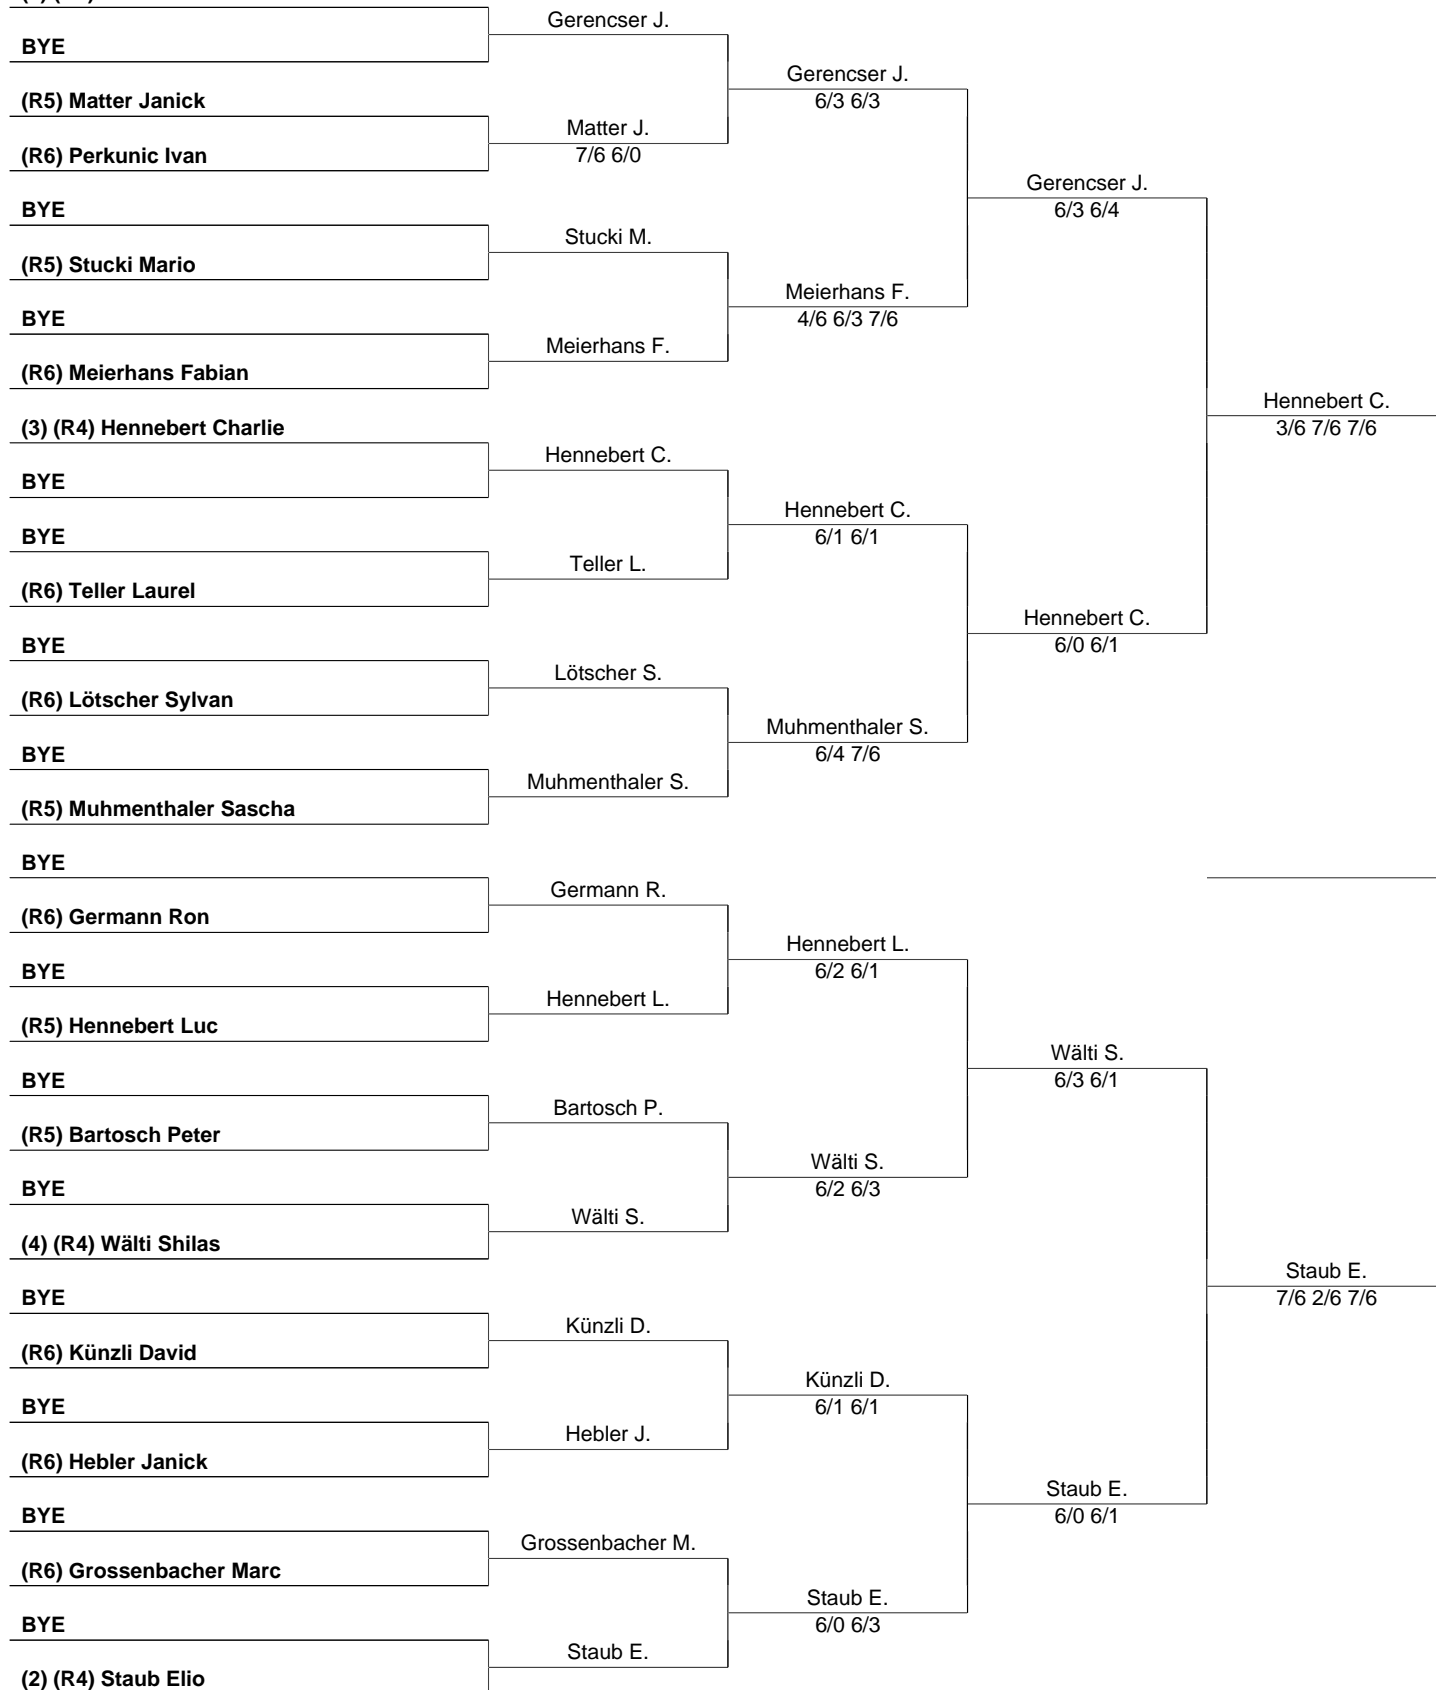 Gerencser J.
BYE
Gerencser J.
6/3 6/3
(R5) Matter Janick
Matter J.
7/6 6/0
(R6) Perkunic Ivan
Gerencser J.
6/3 6/4
BYE
Stucki M.
(R5) Stucki Mario
Meierhans F.
4/6 6/3 7/6
BYE
Meierhans F.
(R6) Meierhans Fabian
Hennebert C.
3/6 7/6 7/6
(3) (R4) Hennebert Charlie
Hennebert C.
BYE
Hennebert C.
6/1 6/1
BYE
Teller L.
(R6) Teller Laurel
Hennebert C.
6/0 6/1
BYE
Lötscher S.
(R6) Lötscher Sylvan
Muhmenthaler S.
6/4 7/6
BYE
Muhmenthaler S.
(R5) Muhmenthaler Sascha
BYE
Germann R.
(R6) Germann Ron
Hennebert L.
6/2 6/1
BYE
Hennebert L.
(R5) Hennebert Luc
Wälti S.
6/3 6/1
BYE
Bartosch P.
(R5) Bartosch Peter
Wälti S.
6/2 6/3
BYE
Wälti S.
(4) (R4) Wälti Shilas
Staub E.
7/6 2/6 7/6
BYE
Künzli D.
(R6) Künzli David
Künzli D.
6/1 6/1
BYE
Hebler J.
(R6) Hebler Janick
Staub E.
6/0 6/1
BYE
Grossenbacher M.
(R6) Grossenbacher Marc
Staub E.
6/0 6/3
BYE
Staub E.
(2) (R4) Staub Elio